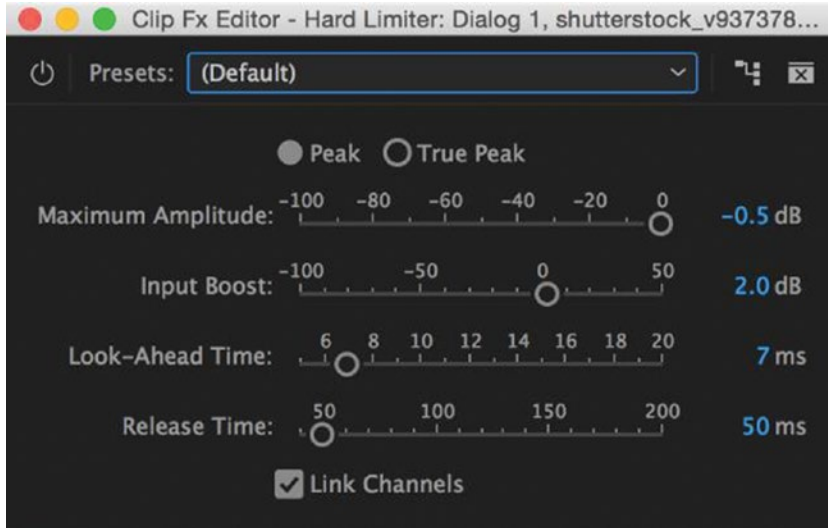 Clip Fx Editor - Hard Limiter: Dialog 1, shutterstock_v937378...
Presets: (Default)
Peak True Peak
-100 -80 -60 -40 -20 0
Maximum Amplitude: -0.5 dB
-100 -50 0 50
Input Boost: 2.0 dB
6 8 10 12 14 16 18 20
Look-Ahead Time: 7 ms
50 100 150 200
Release Time: 50 ms
Link Channels